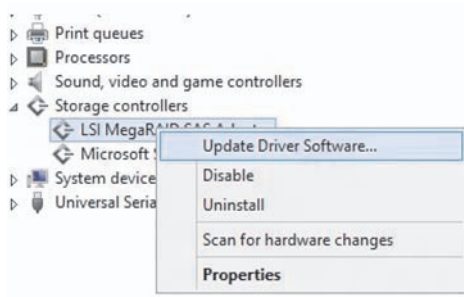 Print queues
Processors
Sound, video and game controllers
Storage controllers
LSI MegaRAID SAS Adapter
Microsoft
System device
Universal Seria
Update Driver Software...
Disable
Uninstall
Scan for hardware changes
Properties